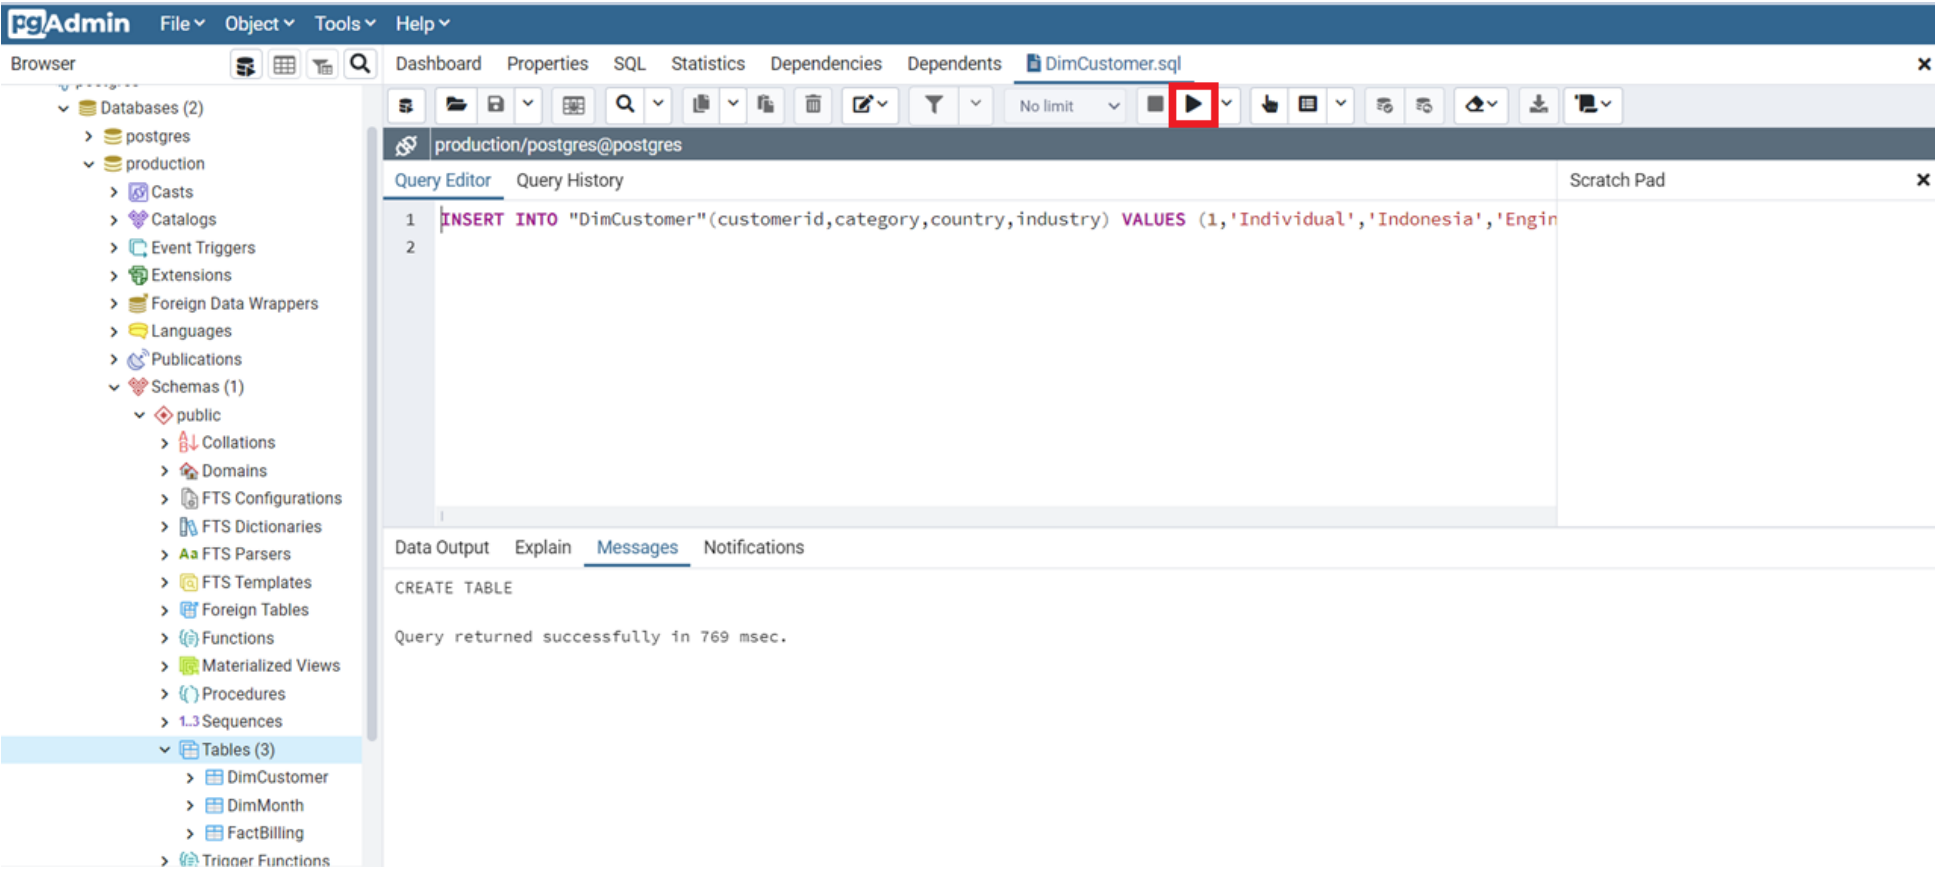 pgAdmin File Object Tools Help
Browser
Dashboard Properties SQL Statistics Dependencies Dependents DimCustomer.sql
Databases (2)
postgres
production
Casts
Catalogs
Event Triggers
Extensions
Foreign Data Wrappers
Languages
Publications
Schemas (1)
public
Collations
Domains
FTS Configurations
FTS Dictionaries
Aa FTS Parsers
FTS Templates
Foreign Tables
Functions
Materialized Views
Procedures
1..3 Sequences
Tables (3)
DimCustomer
DimMonth
FactBilling
Trigger Functions
No limit
production/postgres@postgres
Query Editor Query History
Scratch Pad
1 INSERT INTO "DimCustomer"(customerid,category,country,industry) VALUES (1,'Individual','Indonesia','Engin
2
Data Output Explain Messages Notifications
CREATE TABLE
Query returned successfully in 769 msec.